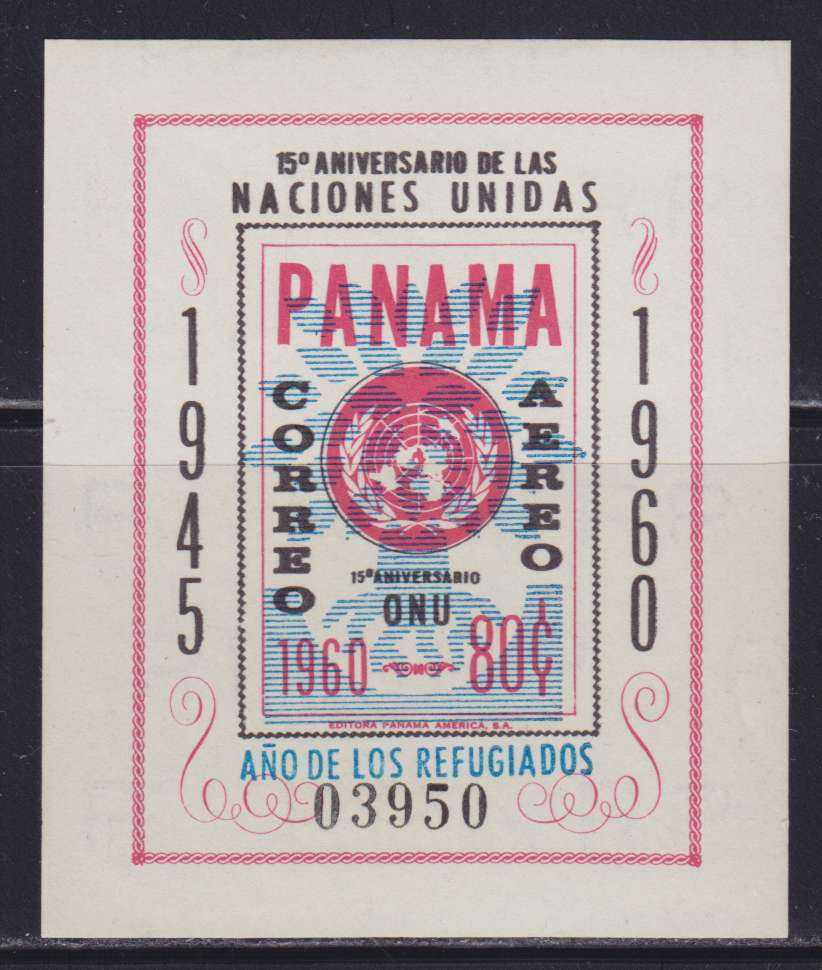 15º ANIVERSARIO DE LAS
NACIONES UNIDAS
1945
1960
PANAMA
CORREO
AEREO
15º ANIVERSARIO
ONU
1960
80¢
EDITORA PANAMA AMERICA, S.A.
AÑO DE LOS REFUGIADOS
03950